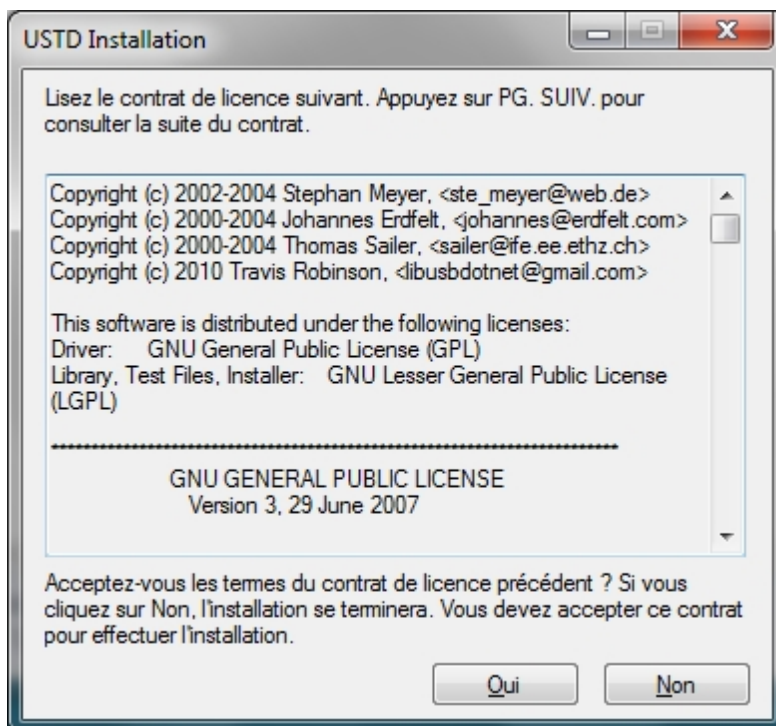 USTD Installation
Lisez le contrat de licence suivant. Appuyez sur PG. SUIV. pour
consulter la suite du contrat.
Copyright (c) 2002-2004 Stephan Meyer, <ste_meyer@web.de>
Copyright (c) 2000-2004 Johannes Erdfelt, <johannes@erdfelt.com>
Copyright (c) 2000-2004 Thomas Sailer, <sailer@ife.ee.ethz.ch>
Copyright (c) 2010 Travis Robinson, <libusbdotnet@gmail.com>
This software is distributed under the following licenses:
Driver: GNU General Public License (GPL)
Library, Test Files, Installer: GNU Lesser General Public License
(LGPL)
GNU GENERAL PUBLIC LICENSE
Version 3, 29 June 2007
Acceptez-vous les termes du contrat de licence précédent ? Si vous
cliquez sur Non, l'installation se terminera. Vous devez accepter ce contrat
pour effectuer l'installation.
Oui Non